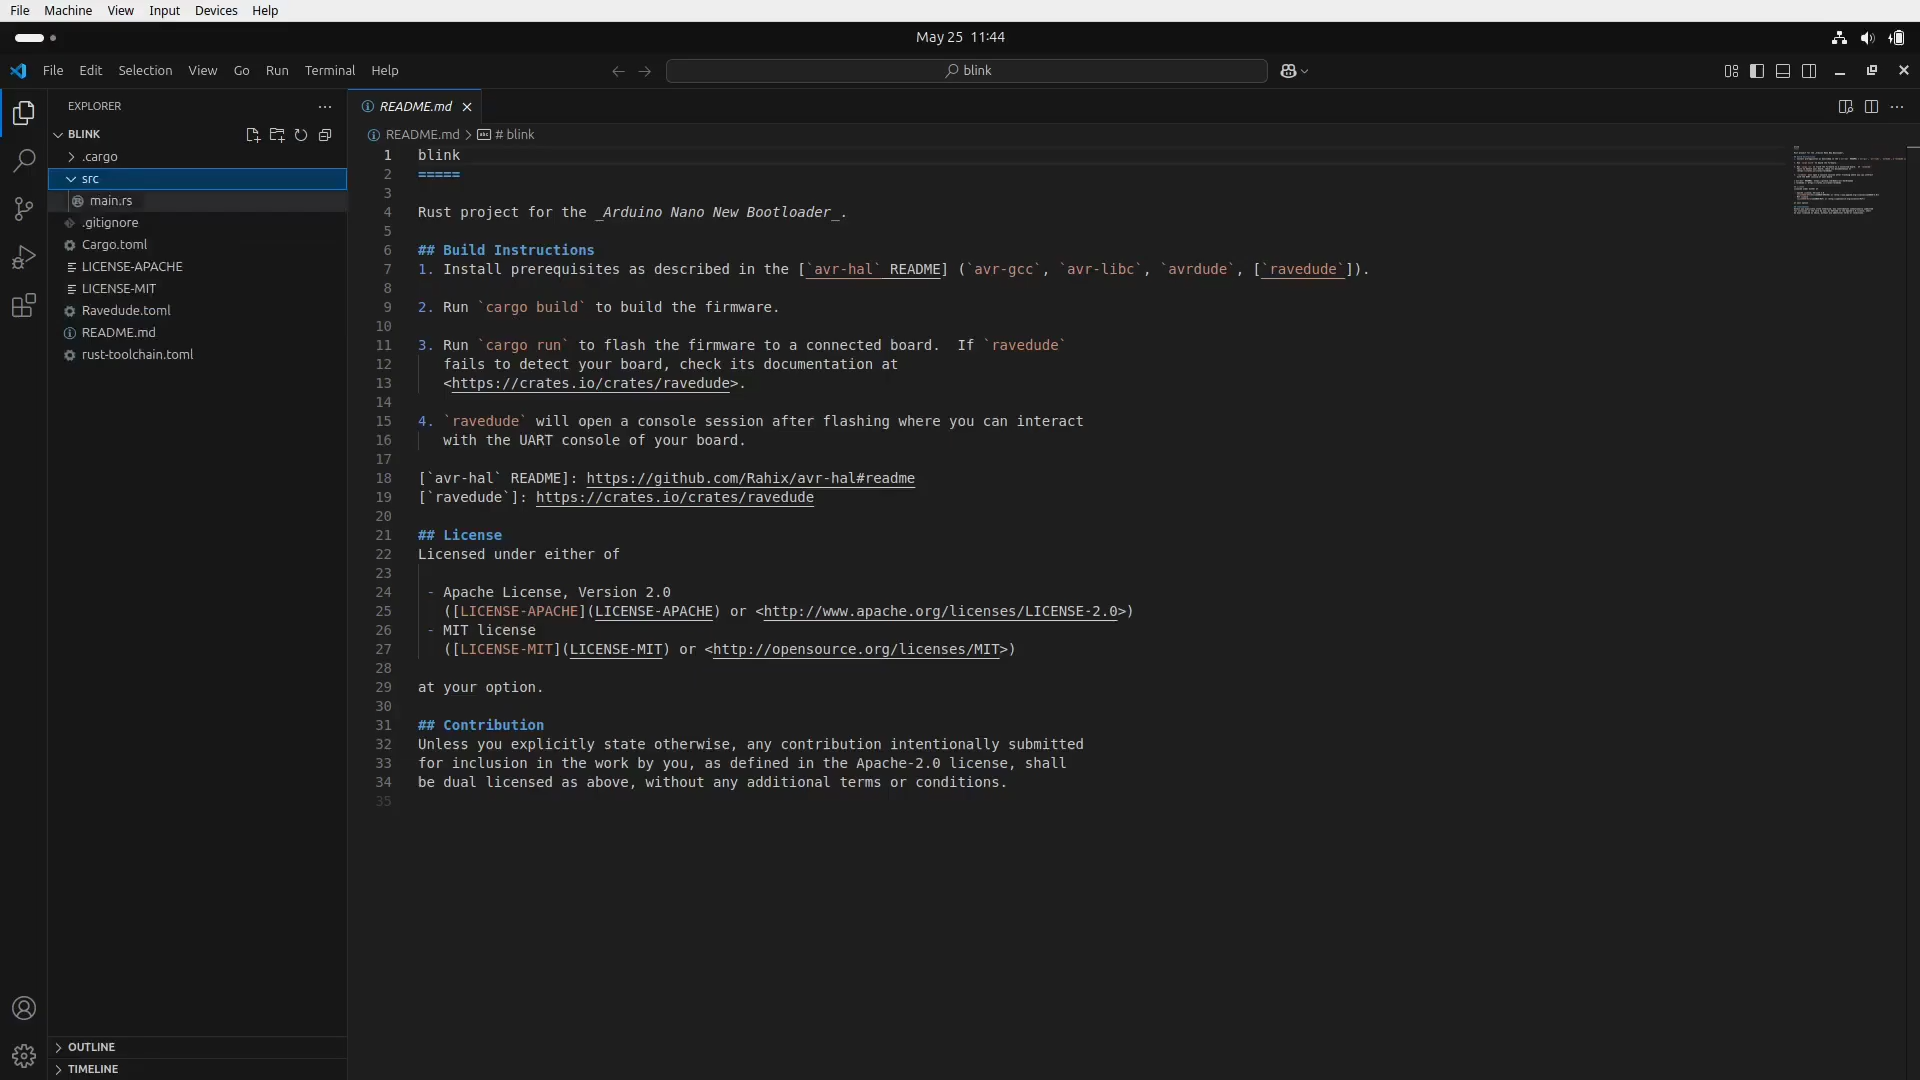 File Machine View Input Devices Help
May 25 11:44
File Edit Selection View Go Run Terminal Help
blink
EXPLORER
BLINK
.cargo
src
main.rs
.gitignore
Cargo.toml
LICENSE-APACHE
LICENSE-MIT
Ravedude.toml
README.md
rust-toolchain.toml
OUTLINE
TIMELINE
README.md
README.md > # blink
1 blink
2 =====
3
4 Rust project for the _Arduino Nano New Bootloader_.
5
6 ## Build Instructions
7 1. Install prerequisites as described in the [`avr-hal` README] (`avr-gcc`, `avr-libc`, `avrdude`, [`ravedude`]).
8
9 2. Run `cargo build` to build the firmware.
10
11 3. Run `cargo run` to flash the firmware to a connected board.  If `ravedude`
12 fails to detect your board, check its documentation at
13 <https://crates.io/crates/ravedude>.
14
15 4. `ravedude` will open a console session after flashing where you can interact
16 with the UART console of your board.
17
18 [`avr-hal` README]: https://github.com/Rahix/avr-hal#readme
19 [`ravedude`]: https://crates.io/crates/ravedude
20
21 ## License
22 Licensed under either of
23
24 - Apache License, Version 2.0
25 ([LICENSE-APACHE](LICENSE-APACHE) or <http://www.apache.org/licenses/LICENSE-2.0>)
26 - MIT license
27 ([LICENSE-MIT](LICENSE-MIT) or <http://opensource.org/licenses/MIT>)
28
29 at your option.
30
31 ## Contribution
32 Unless you explicitly state otherwise, any contribution intentionally submitted
33 for inclusion in the work by you, as defined in the Apache-2.0 license, shall
34 be dual licensed as above, without any additional terms or conditions.
35